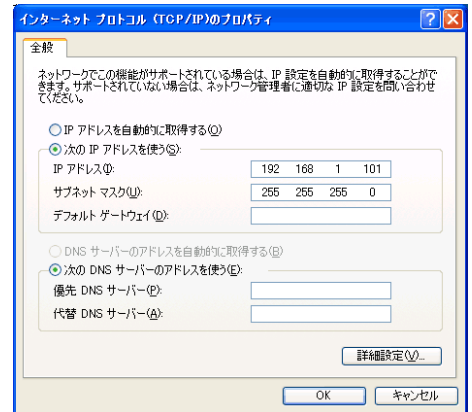 インターネット プロトコル (TCP/IP)のプロパティ
全般
ネットワークでこの機能がサポートされている場合は、IP 設定を自動的に取得することがで
きます。サポートされていない場合は、ネットワーク管理者に適切な IP 設定を問い合わせ
てください。
IP アドレスを自動的に取得する(O)
次の IP アドレスを使う(S):
IP アドレス(I): 192 168 1 101
サブネット マスク(U): 255 255 255 0
デフォルト ゲートウェイ(D):
DNS サーバーのアドレスを自動的に取得する(B)
次の DNS サーバーのアドレスを使う(E):
優先 DNS サーバー(P):
代替 DNS サーバー(A):
詳細設定(V)...
OK キャンセル